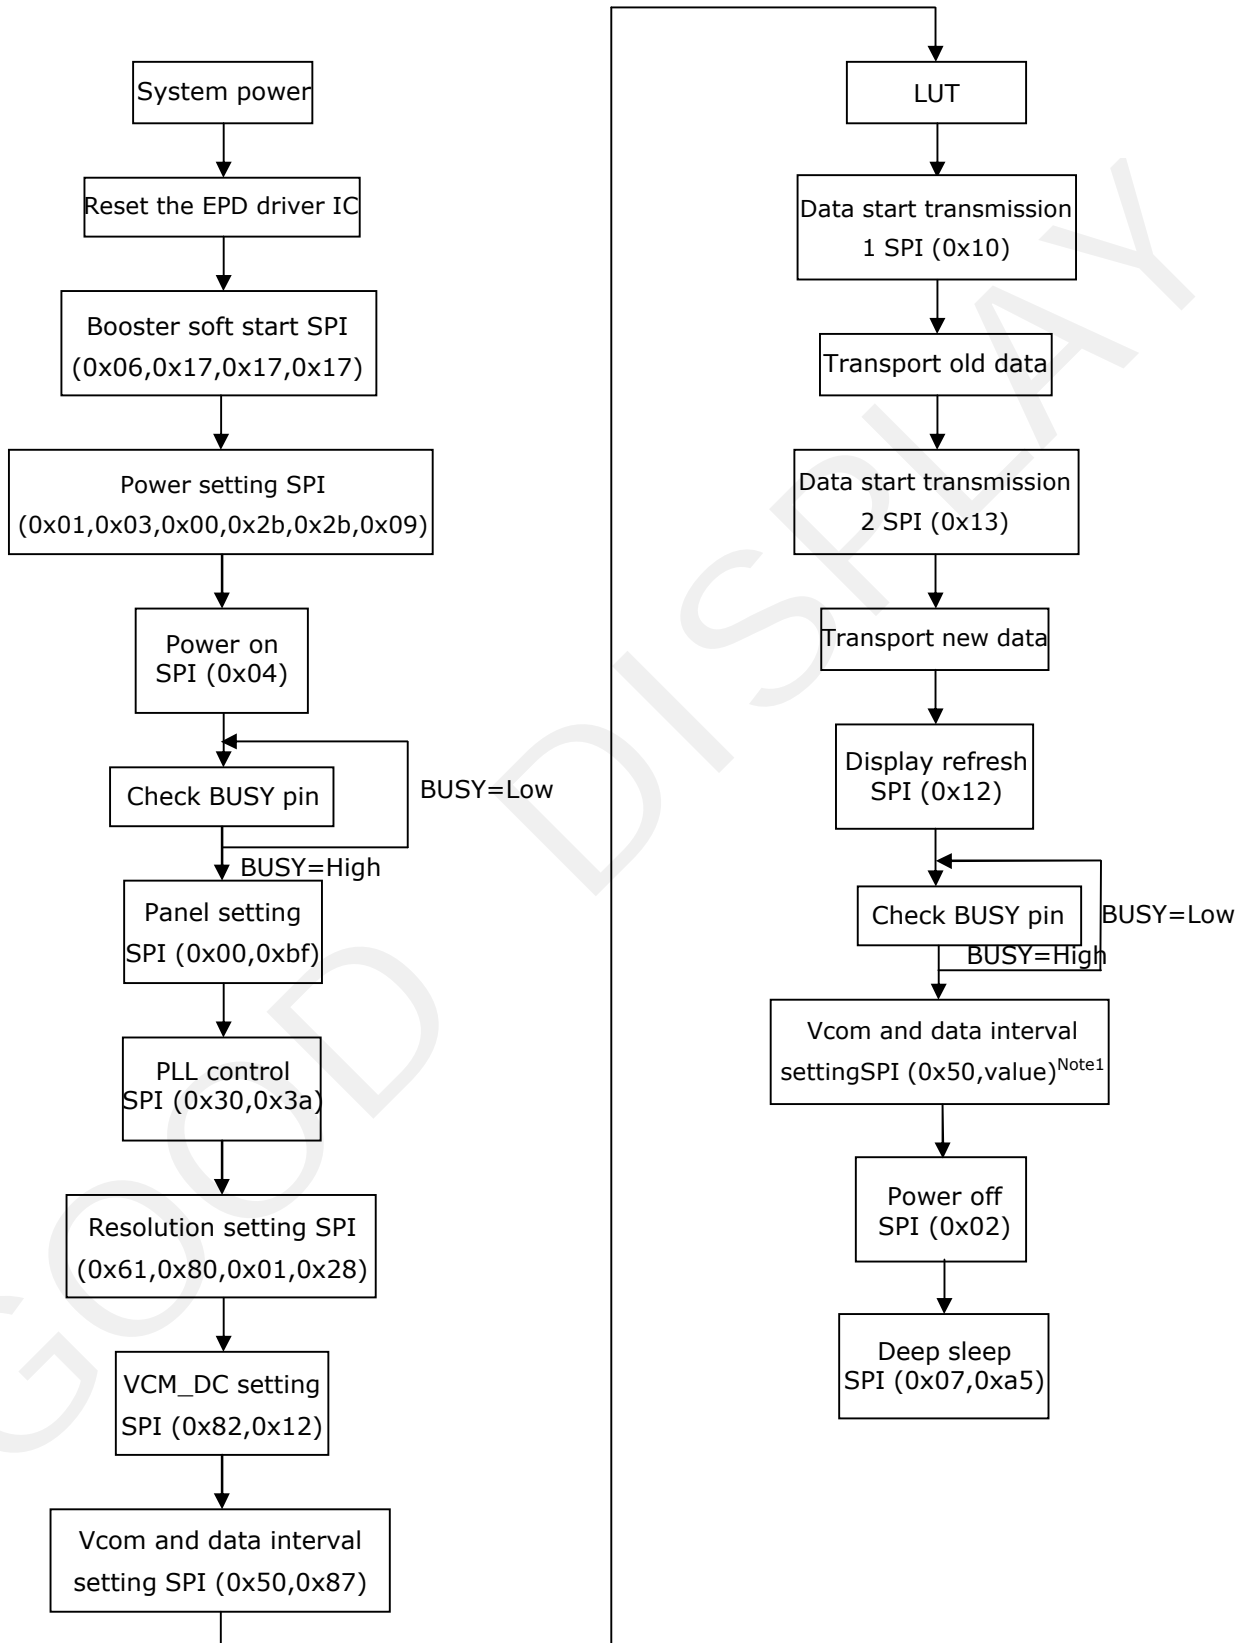 System power
Reset the EPD driver IC
Booster soft start SPI
(0x06,0x17,0x17,0x17)
Power setting SPI
(0x01,0x03,0x00,0x2b,0x2b,0x09)
Power on
SPI (0x04)
Check BUSY pin
BUSY=Low
BUSY=High
Panel setting
SPI (0x00,0xbf)
PLL control
SPI (0x30,0x3a)
Resolution setting SPI
(0x61,0x80,0x01,0x28)
VCM_DC setting
SPI (0x82,0x12)
Vcom and data interval
setting SPI (0x50,0x87)
LUT
Data start transmission
1 SPI (0x10)
Transport old data
Data start transmission
2 SPI (0x13)
Transport new data
Display refresh
SPI (0x12)
Check BUSY pin
BUSY=Low
BUSY=High
Vcom and data interval
settingSPI (0x50,value)Note1
Power off
SPI (0x02)
Deep sleep
SPI (0x07,0xa5)
GOOD DISPLAY